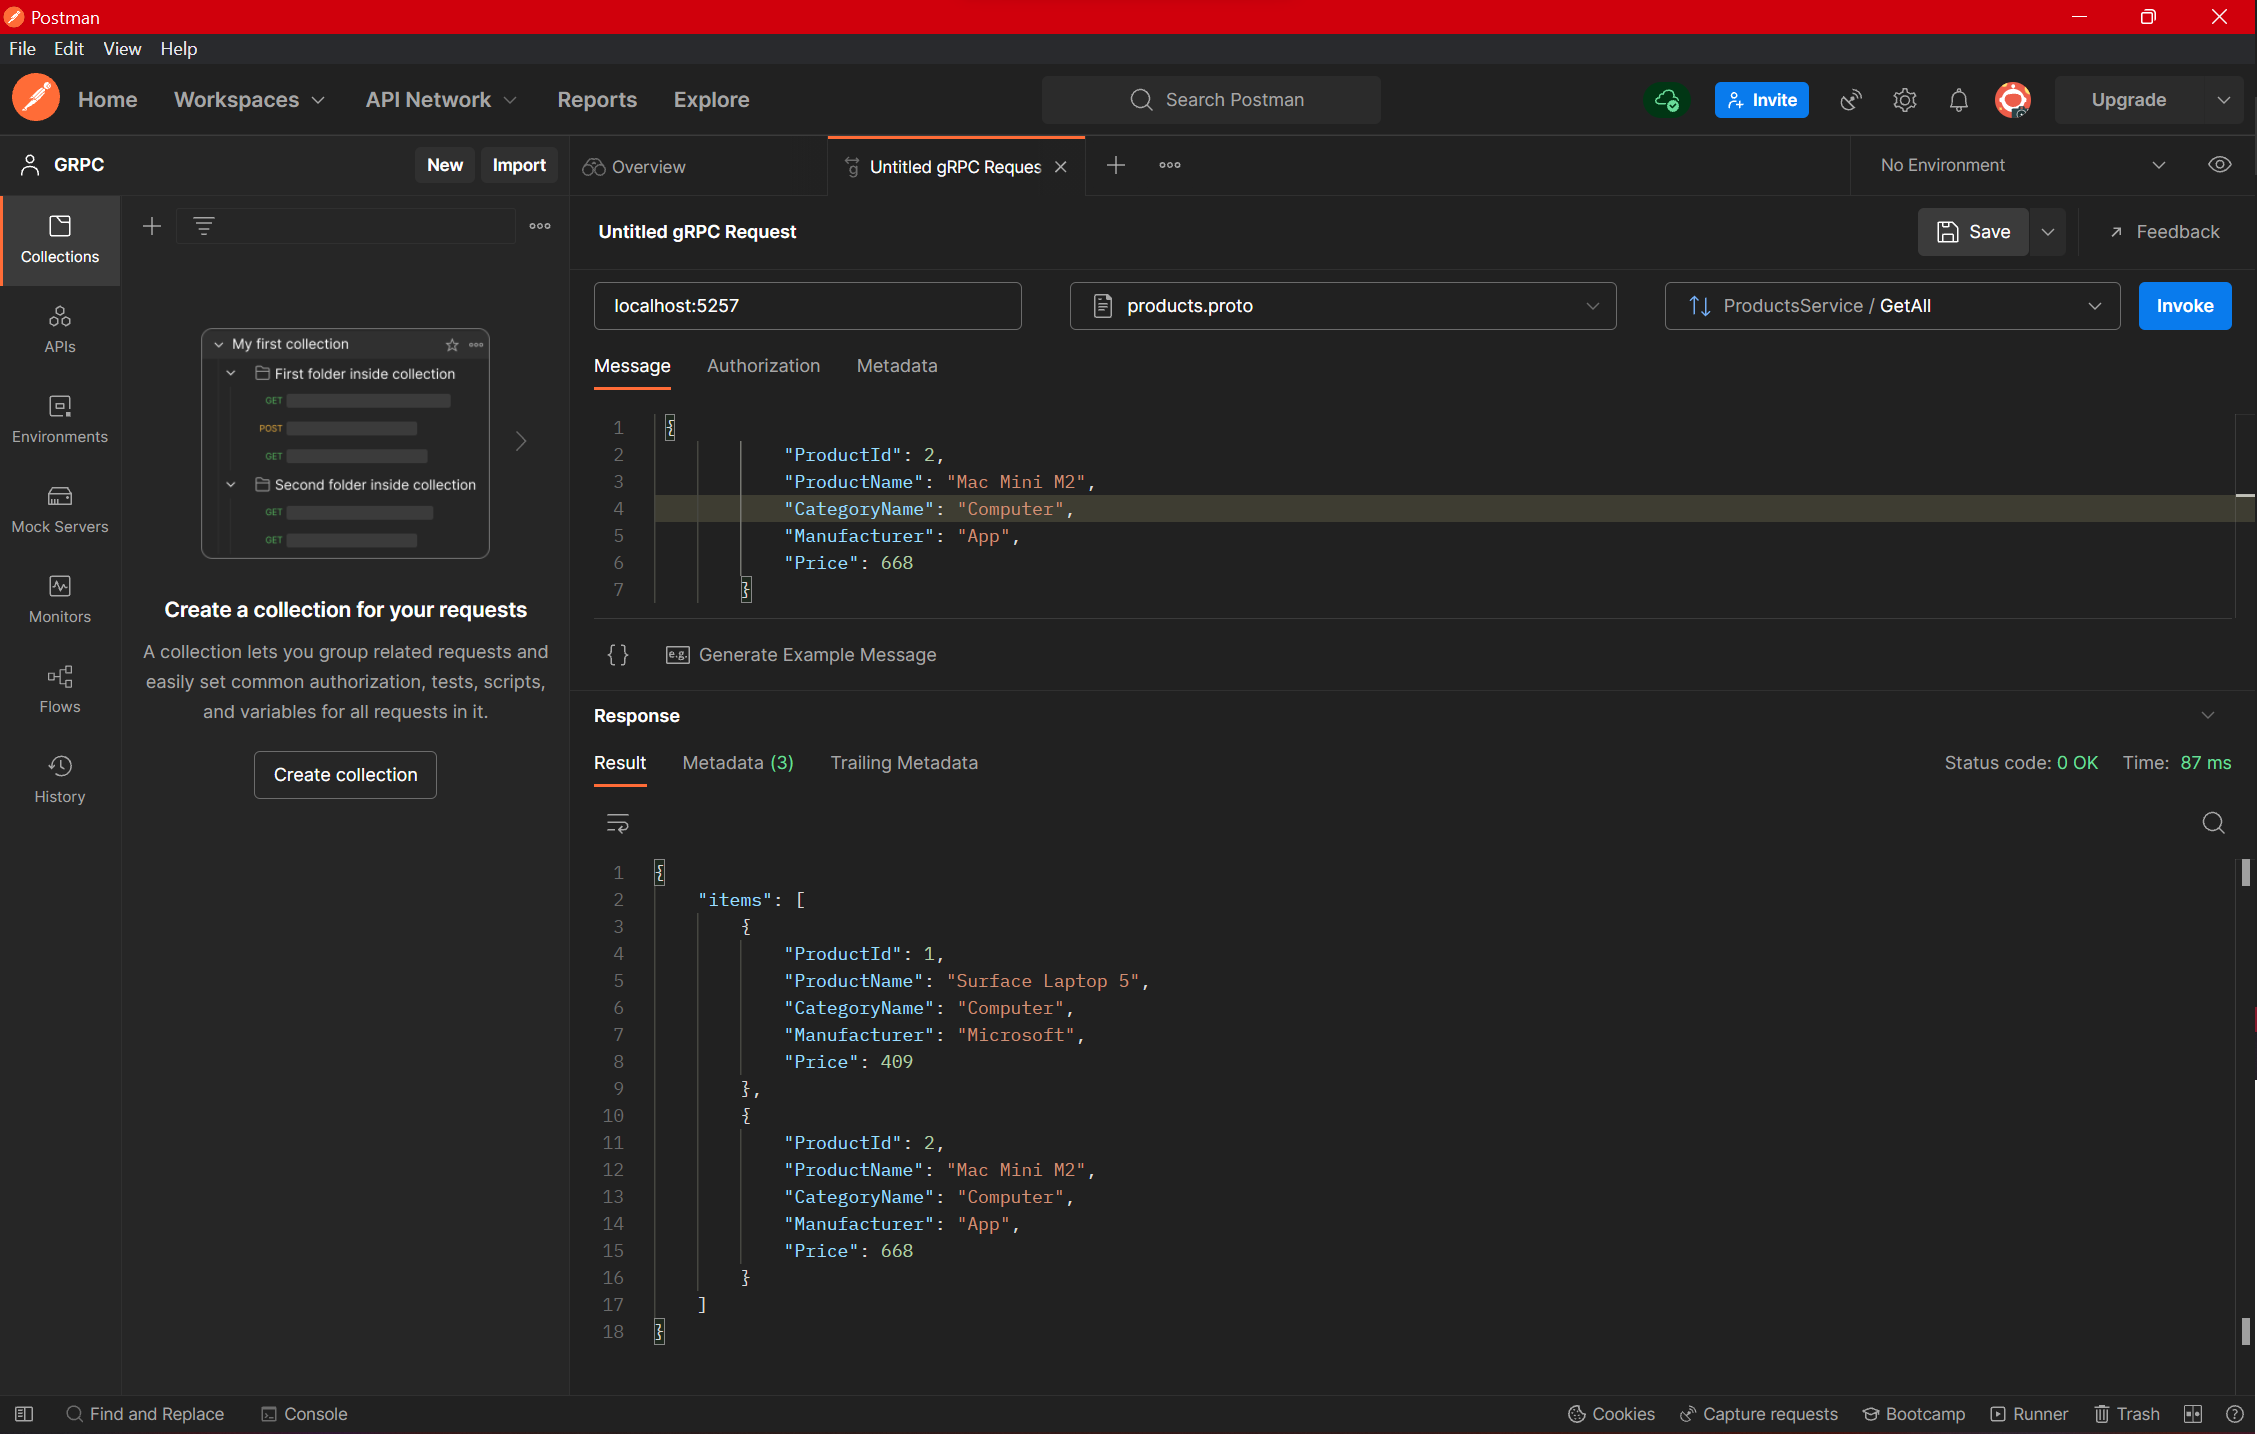 Postman
File Edit View Help
Home Workspaces API Network Reports Explore Search Postman Invite Upgrade
GRPC New Import Overview Untitled gRPC Reques No Environment
Collections
APIs
Environments
Mock Servers
Monitors
Flows
History
My first collection
First folder inside collection
GET
POST
GET
Second folder inside collection
GET
GET
Create a collection for your requests
A collection lets you group related requests and
easily set common authorization, tests, scripts,
and variables for all requests in it.
Create collection
Untitled gRPC Request Save Feedback
localhost:5257 products.proto ProductsService / GetAll Invoke
Message Authorization Metadata
1 {
2 "ProductId": 2,
3 "ProductName": "Mac Mini M2",
4 "CategoryName": "Computer",
5 "Manufacturer": "App",
6 "Price": 668
7 }
{} e.g. Generate Example Message
Response
Result Metadata (3) Trailing Metadata Status code: 0 OK Time: 87 ms
1 {
2 "items": [
3 {
4 "ProductId": 1,
5 "ProductName": "Surface Laptop 5",
6 "CategoryName": "Computer",
7 "Manufacturer": "Microsoft",
8 "Price": 409
9 },
10 {
11 "ProductId": 2,
12 "ProductName": "Mac Mini M2",
13 "CategoryName": "Computer",
14 "Manufacturer": "App",
15 "Price": 668
16 }
17 ]
18 }
Find and Replace Console Cookies Capture requests Bootcamp Runner Trash